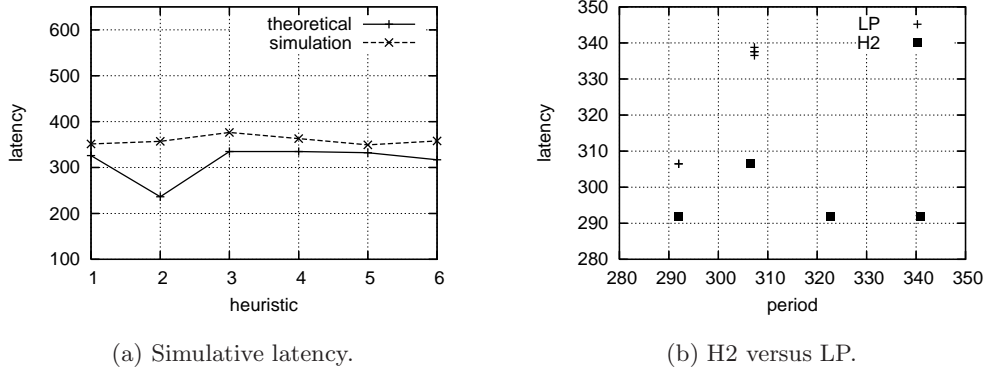 650
600
500
400
300
200
100
latency
theoretical
simulation
1 2 3 4 5 6
heuristic
(a) Simulative latency.
350
340
330
320
310
300
290
280
latency
LP
H2
280 290 300 310 320 330 340 350
period
(b) H2 versus LP.